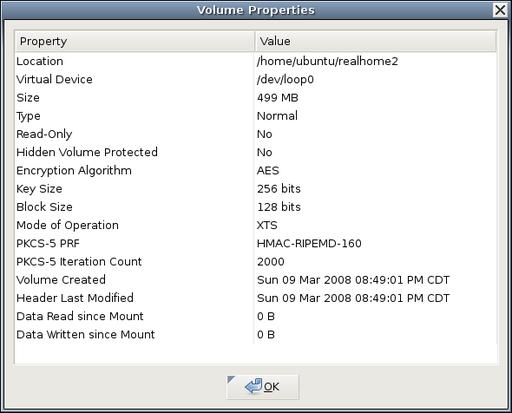 Volume Properties
Property Value
Location /home/ubuntu/realhome2
Virtual Device /dev/loop0
Size 499 MB
Type Normal
Read-Only No
Hidden Volume Protected No
Encryption Algorithm AES
Key Size 256 bits
Block Size 128 bits
Mode of Operation XTS
PKCS-5 PRF HMAC-RIPEMD-160
PKCS-5 Iteration Count 2000
Volume Created Sun 09 Mar 2008 08:49:01 PM CDT
Header Last Modified Sun 09 Mar 2008 08:49:01 PM CDT
Data Read since Mount 0 B
Data Written since Mount 0 B
OK